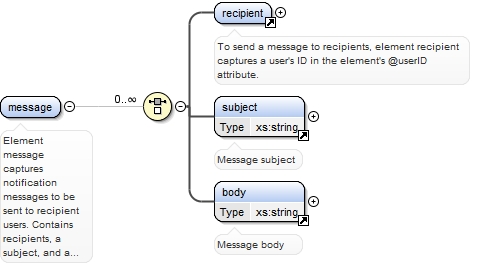 recipient
To send a message to recipients, element recipient
captures a user's ID in the element's @userID
attribute.
message
0..∞
Element
message
captures
notification
messages to be
sent to recipient
users. Contains
recipients, a
subject, and a...
subject
Type xs:string
Message subject
body
Type xs:string
Message body